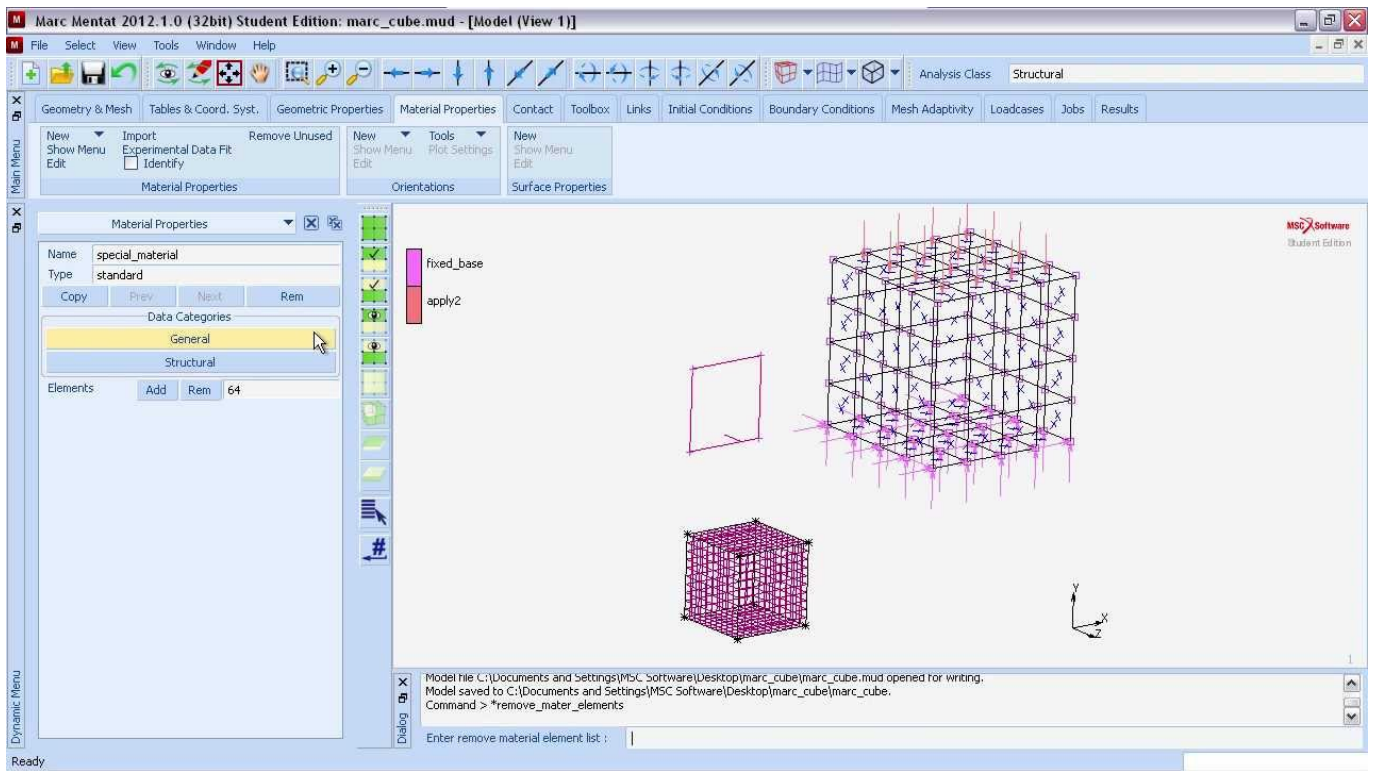 Marc Mentat 2012.1.0 (32bit) Student Edition: marc_cube.mud - [Model (View 1)]
File Select View Tools Window Help
Analysis Class Structural
Geometry & Mesh Tables & Coord. Syst. Geometric Properties Material Properties Contact Toolbox Links Initial Conditions Boundary Conditions Mesh Adaptivity Loadcases Jobs Results
Main Menu
New Import Remove Unused New Tools New
Show Menu Experimental Data Fit Show Menu Plot Settings Show Menu
Edit Identify Edit Edit
Material Properties Orientations Surface Properties
Material Properties
Name special_material
Type standard
Copy Prev Next Rem
Data Categories
General
Structural
Elements Add Rem 64
#
fixed_base
apply2
MSC Software
Student Edition
Y
X
Z
1
Dynamic Menu
Dialog
Model file C:\Documents and Settings\MSC Software\Desktop\marc_cube\marc_cube.mud opened for writing.
Model saved to C:\Documents and Settings\MSC Software\Desktop\marc_cube\marc_cube.
Command > *remove_mater_elements
Enter remove material element list :
Ready